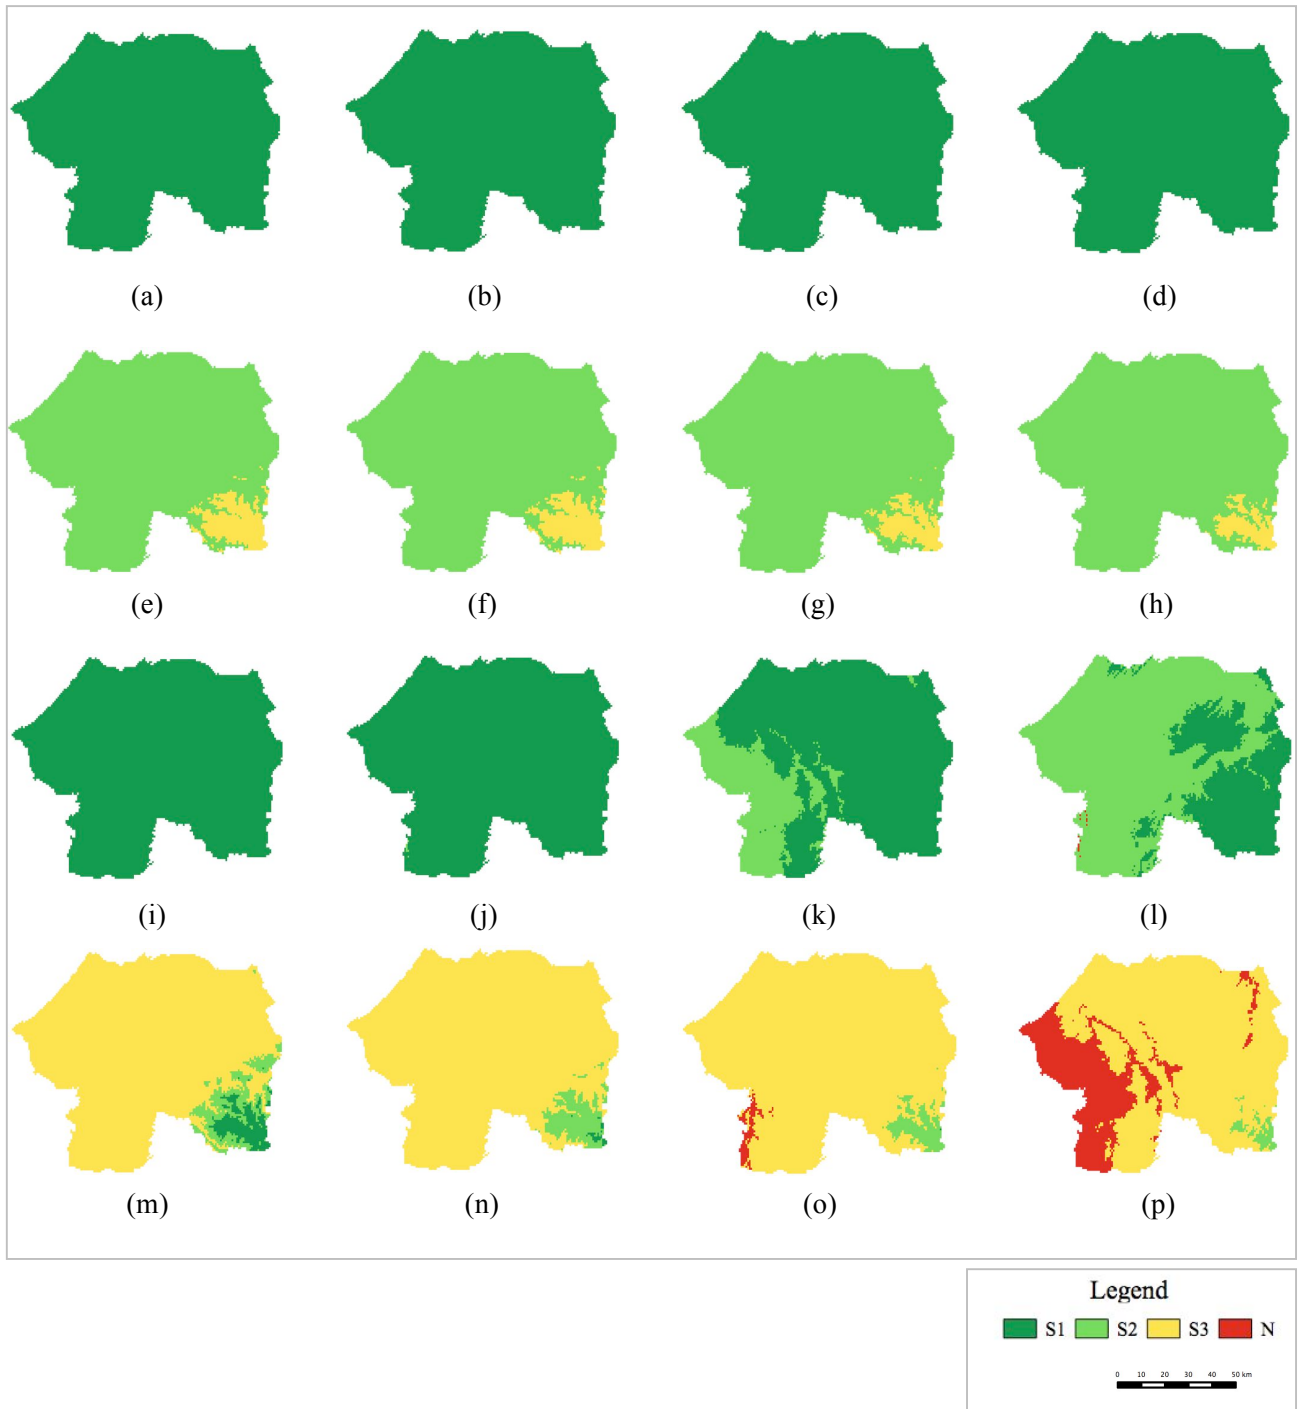 (a) (b) (c) (d)
(e) (f) (g) (h)
(i) (j) (k) (l)
(m) (n) (o) (p)
Legend
S1 S2 S3 N
0 10 20 30 40 50 km